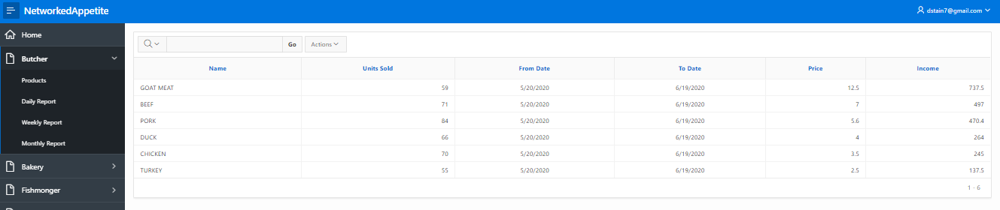 NetworkedAppetite
dstain7@gmail.com
Home
Butcher
Products
Daily Report
Weekly Report
Monthly Report
Bakery
Fishmonger
Go Actions
Name Units Sold From Date To Date Price Income
GOAT MEAT 59 5/20/2020 6/19/2020 12.5 737.5
BEEF 71 5/20/2020 6/19/2020 7 497
PORK 84 5/20/2020 6/19/2020 5.6 470.4
DUCK 66 5/20/2020 6/19/2020 4 264
CHICKEN 70 5/20/2020 6/19/2020 3.5 245
TURKEY 55 5/20/2020 6/19/2020 2.5 137.5
1 - 6